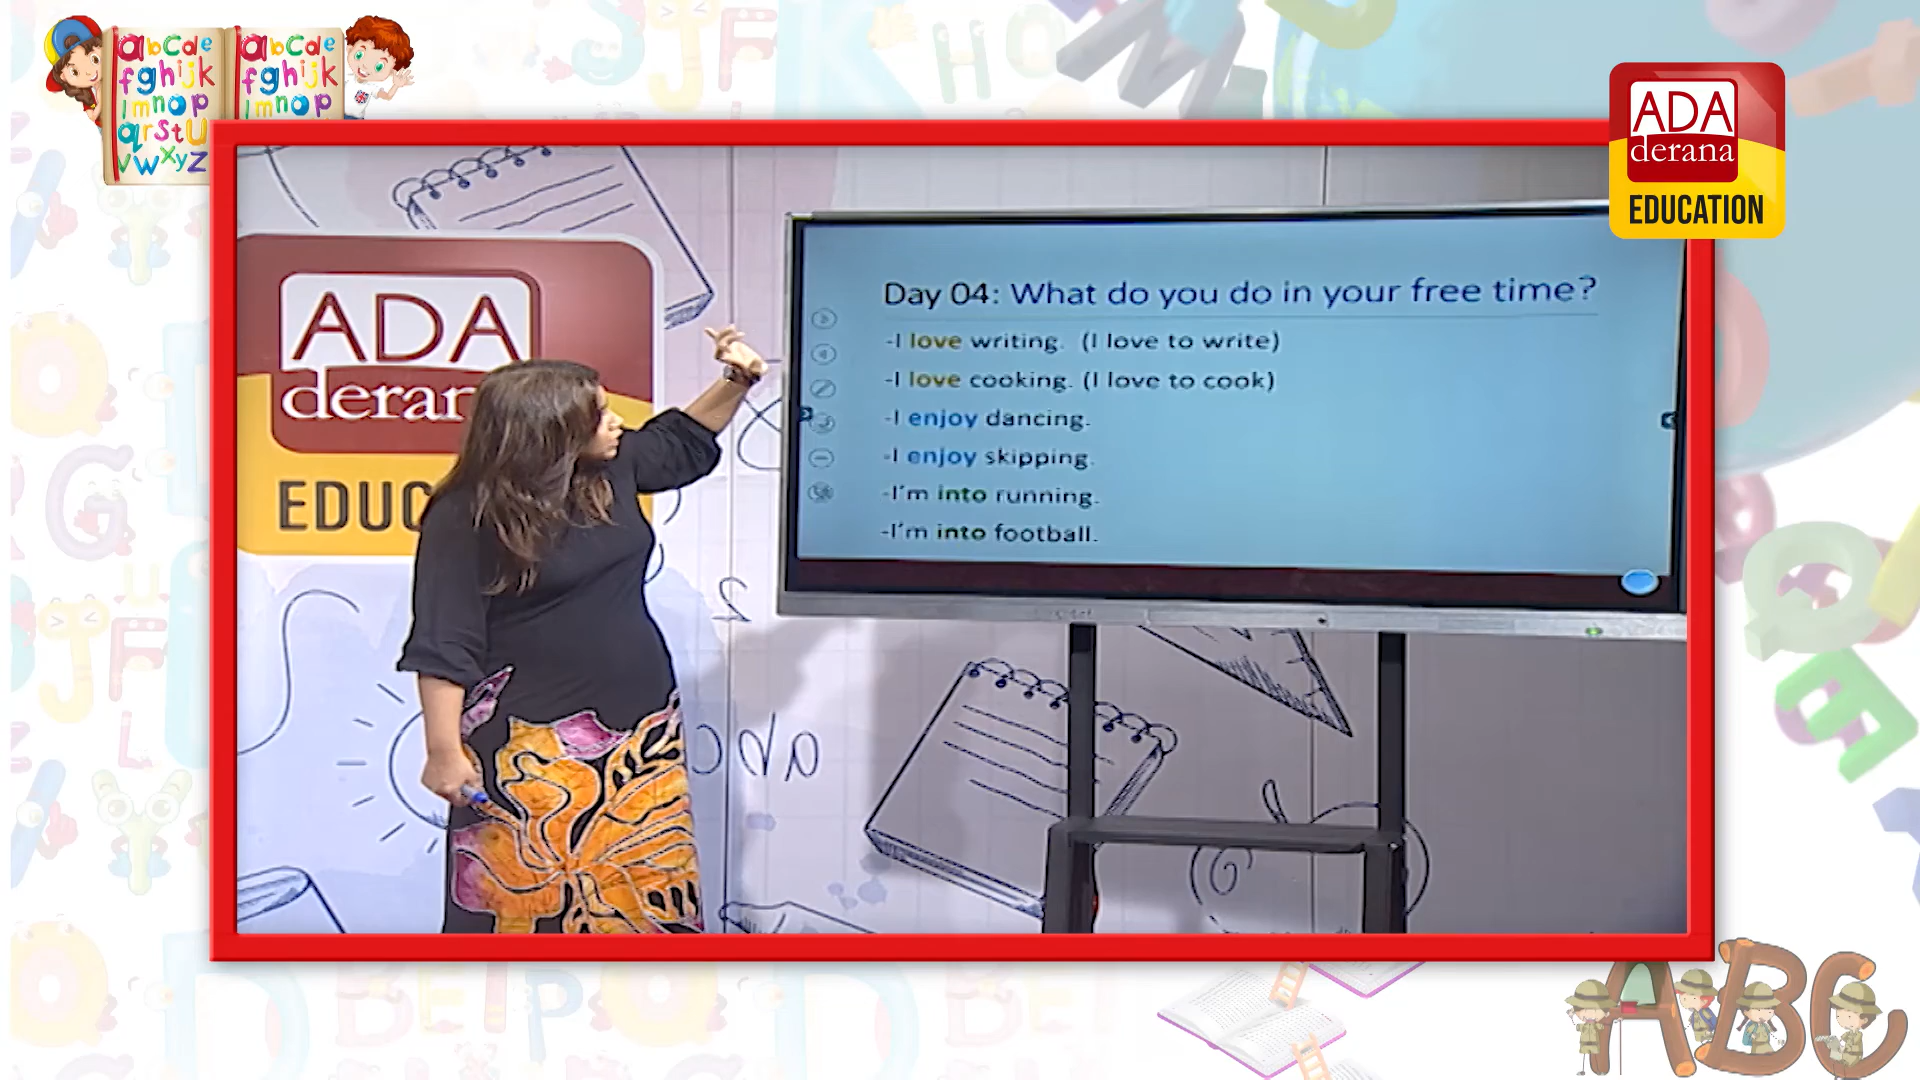 abcde abcde
fghijk fghijk
lmnop lmnop
qrstu
vwxyz
ADA
derana
EDUCATION
ADA
Day 04: What do you do in your free time?
-I love writing. (I love to write)
-I love cooking. (I love to cook)
-I enjoy dancing.
-I enjoy skipping.
-I'm into running.
-I'm into football.
ABC